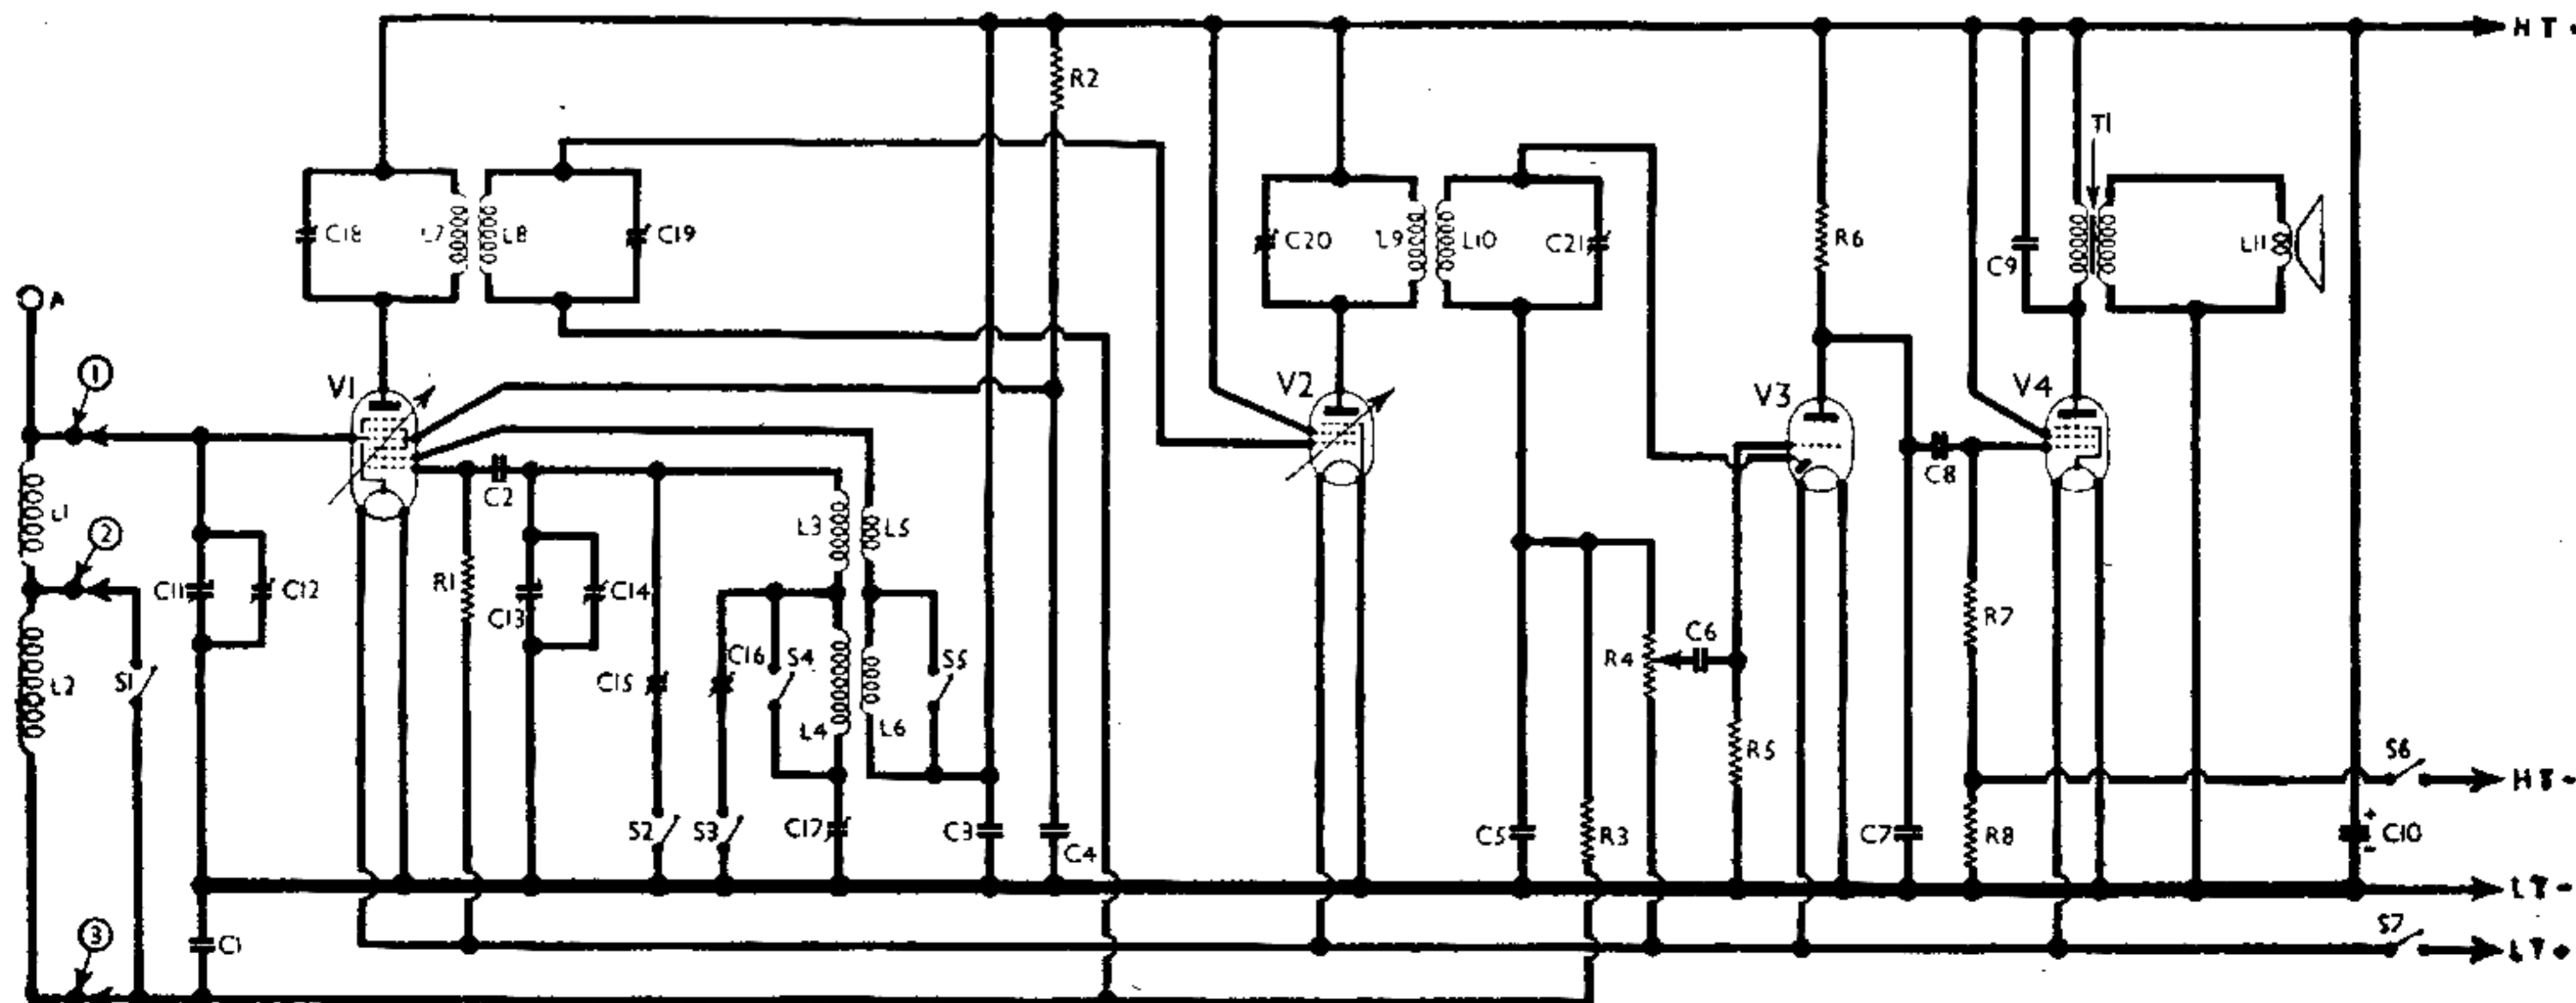 HT+
R2
T1
C18
L7
L8
C19
C20
L9
L10
C21
R6
C9
L11
A
1
V1
V2
V3
V4
C2
C8
L1
2
L3
L5
R1
C11
C12
C13
C14
R7
L2
S1
C15
C16
S4
L4
L6
S5
R4
C6
R5
S6
HT-
S2
S3
C17
C3
C4
C5
R3
C7
R8
+
-
C10
LT-
3
C1
S7
LT+